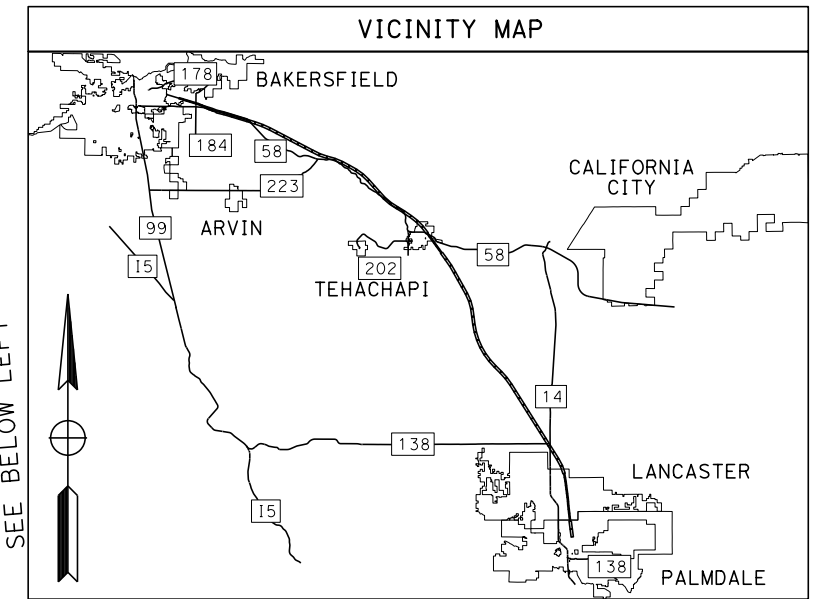 VICINITY MAP
178
BAKERSFIELD
184
58
223
CALIFORNIA
CITY
ARVIN
99
I5
202
58
TEHACHAPI
14
138
LANCASTER
I5
138
PALMDALE
SEE BELOW LEFT